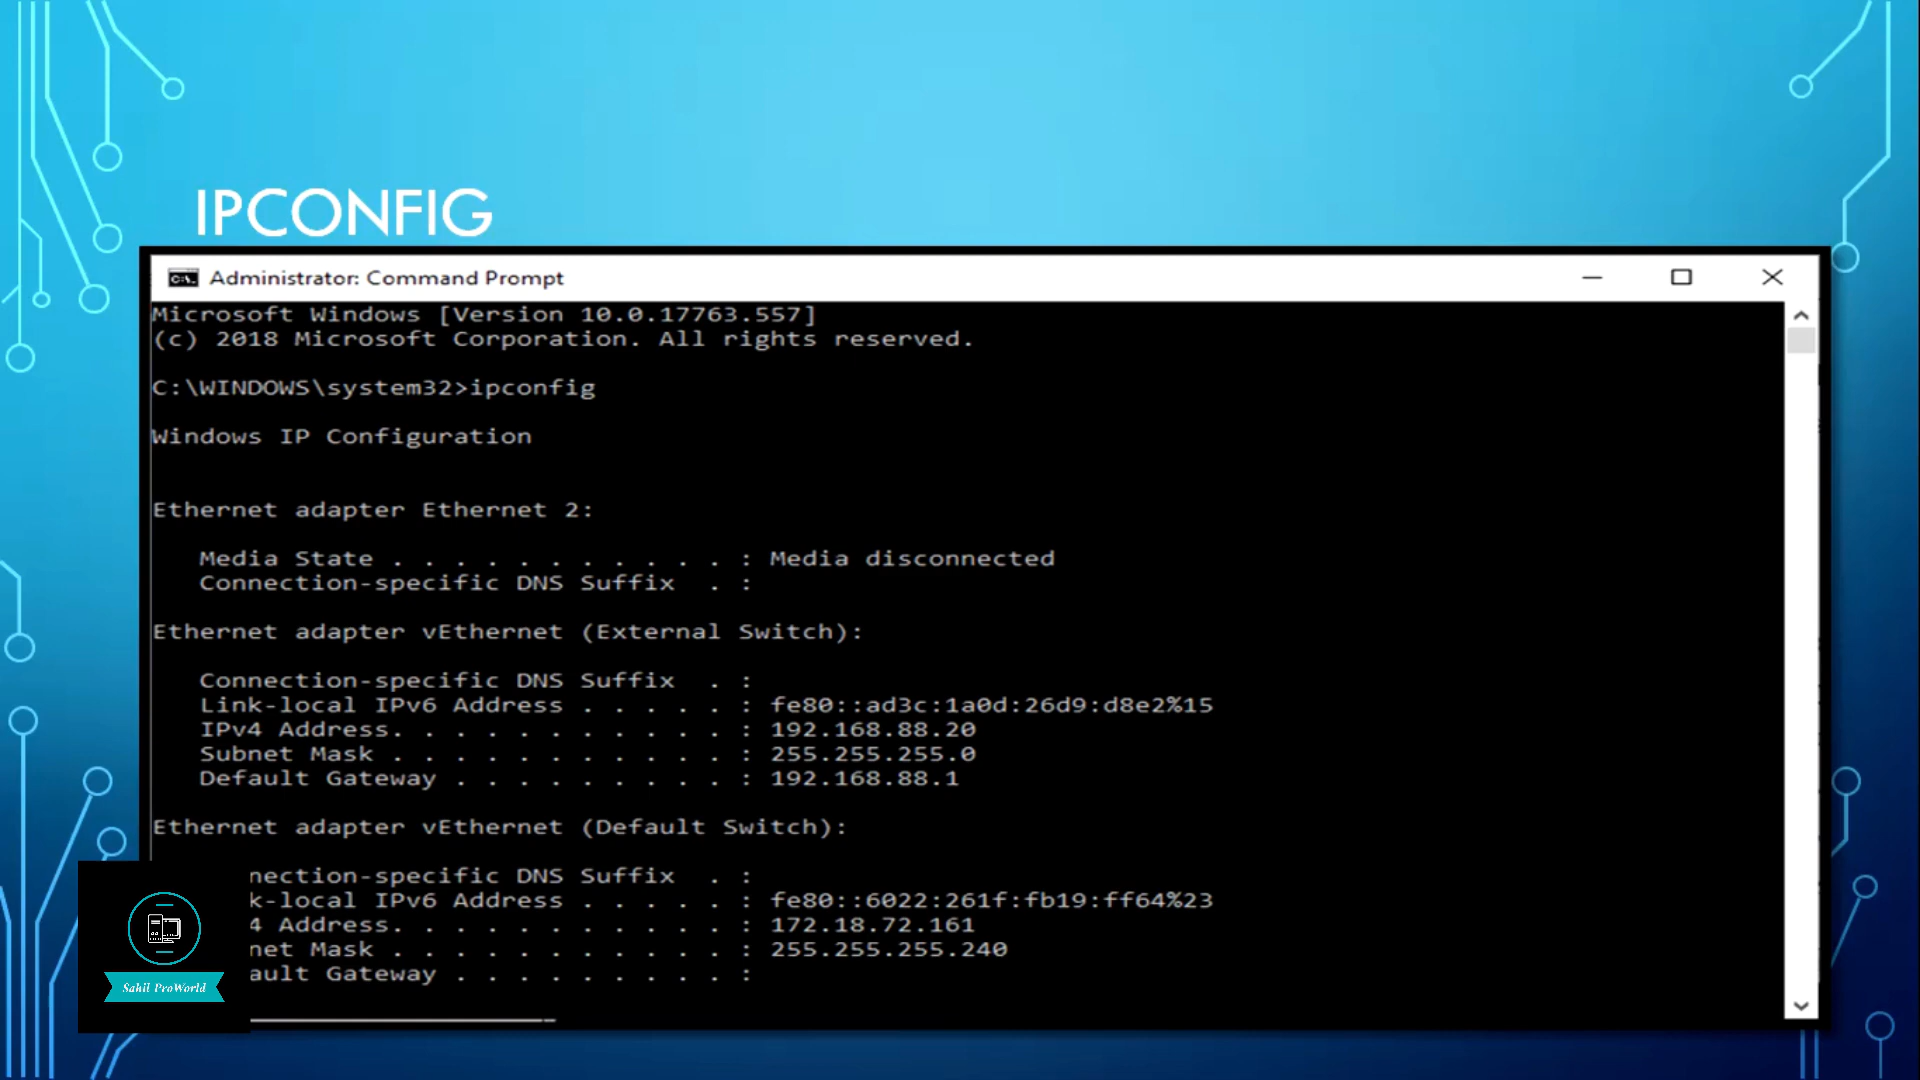 IPCONFIG
Administrator: Command Prompt
Microsoft Windows [Version 10.0.17763.557]
(c) 2018 Microsoft Corporation. All rights reserved.
C:\WINDOWS\system32>ipconfig
Windows IP Configuration
Ethernet adapter Ethernet 2:
Media State . . . . . . . . . . . : Media disconnected
Connection-specific DNS Suffix . :
Ethernet adapter vEthernet (External Switch):
Connection-specific DNS Suffix . :
Link-local IPv6 Address . . . . . : fe80::ad3c:1a0d:26d9:d8e2%15
IPv4 Address. . . . . . . . . . . : 192.168.88.20
Subnet Mask . . . . . . . . . . . : 255.255.255.0
Default Gateway . . . . . . . . . : 192.168.88.1
Ethernet adapter vEthernet (Default Switch):
nection-specific DNS Suffix . :
k-local IPv6 Address . . . . . : fe80::6022:261f:fb19:ff64%23
4 Address. . . . . . . . . . . : 172.18.72.161
net Mask . . . . . . . . . . . : 255.255.255.240
ault Gateway . . . . . . . . . :
Sahil ProWorld